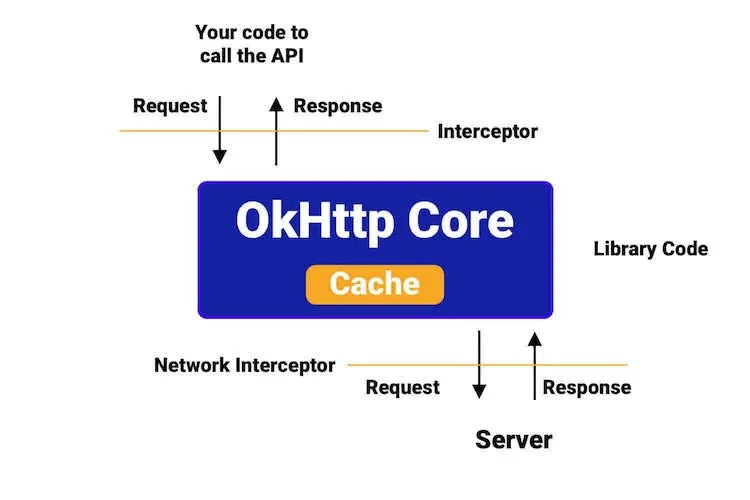 Your code to
call the API
Request
Response
Interceptor
OkHttp Core
Cache
Library Code
Network Interceptor
Request
Response
Server